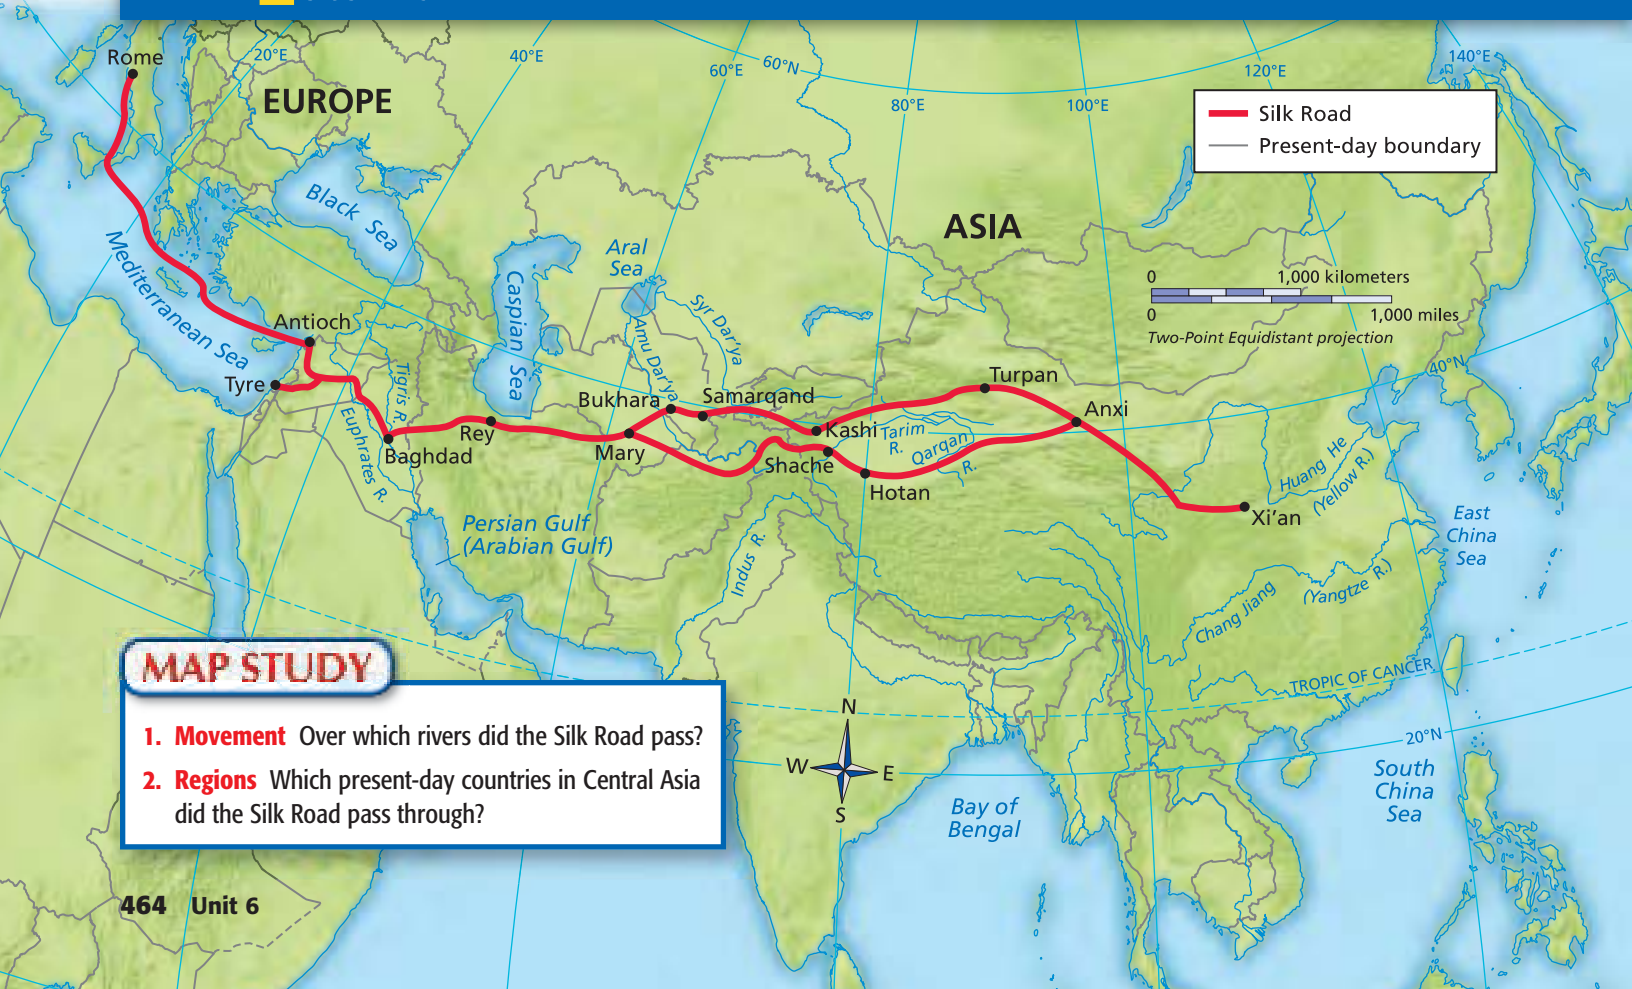 Rome
20°E
40°E
60°E
60°N
80°E
100°E
120°E
140°E
EUROPE
Silk Road
Present-day boundary
Black Sea
ASIA
Aral
Sea
Caspian Sea
Syr Dar'ya
Amu Dar'ya
Mediterranean Sea
0 1,000 kilometers
0 1,000 miles
Two-Point Equidistant projection
Antioch
Tyre
Tigris R.
Euphrates R.
Baghdad
Rey
Mary
Bukhara
Samarqand
Kashi
Shache
Hotan
Tarim
R.
Qarqan
R.
Turpan
Anxi
Xi'an
40°N
Huang He
(Yellow R.)
East
China
Sea
Persian Gulf
(Arabian Gulf)
Indus R.
Chang Jiang
(Yangtze R.)
TROPIC OF CANCER
20°N
N
W E
S
Bay of
Bengal
South
China
Sea
MAP STUDY
1. Movement Over which rivers did the Silk Road pass?
2. Regions Which present-day countries in Central Asia
did the Silk Road pass through?
464 Unit 6